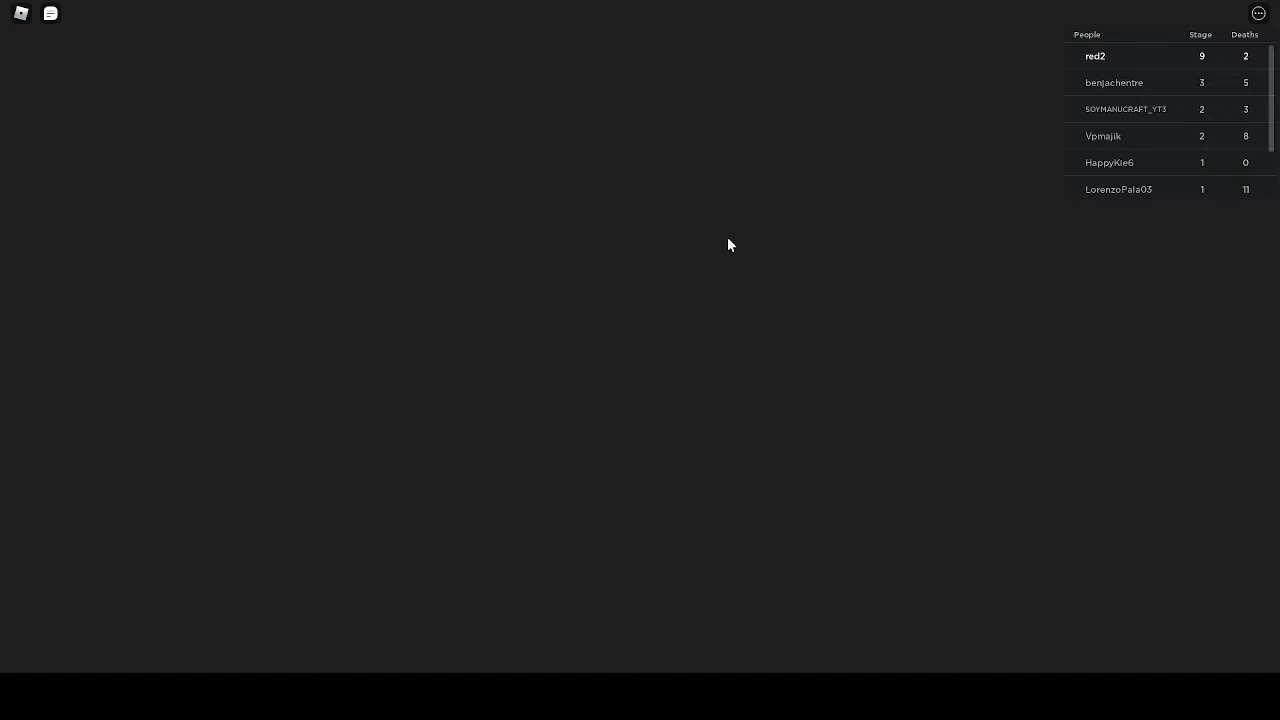 People Stage Deaths
red2 9 2
benjachentre 3 5
SOYMANUCRAFT_YT3 2 3
Vpmajik 2 8
HappyKle6 1 0
LorenzoPala03 1 11